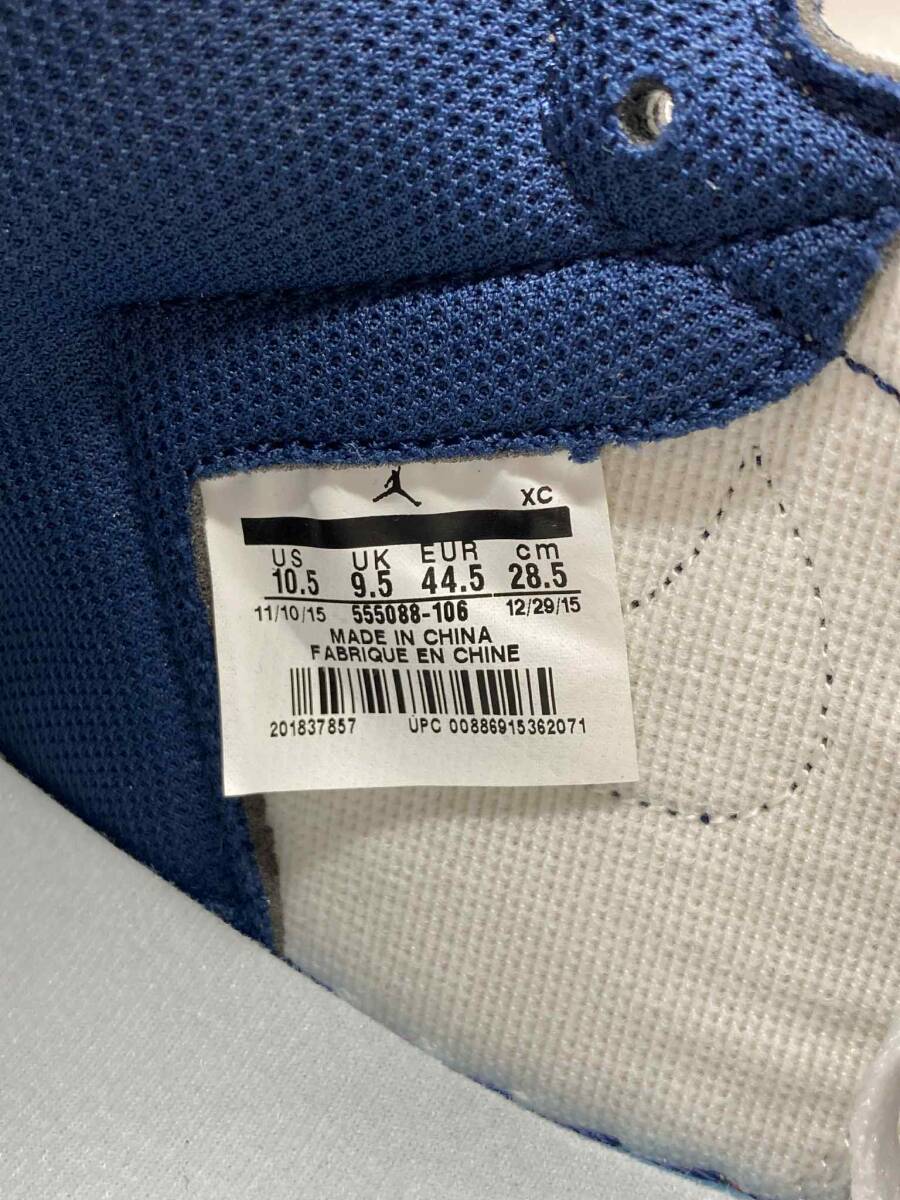 XC
US UK EUR cm
10.5 9.5 44.5 28.5
11/10/15 555088-106 12/29/15
MADE IN CHINA
FABRIQUE EN CHINE
201837857 UPC 00886915362071